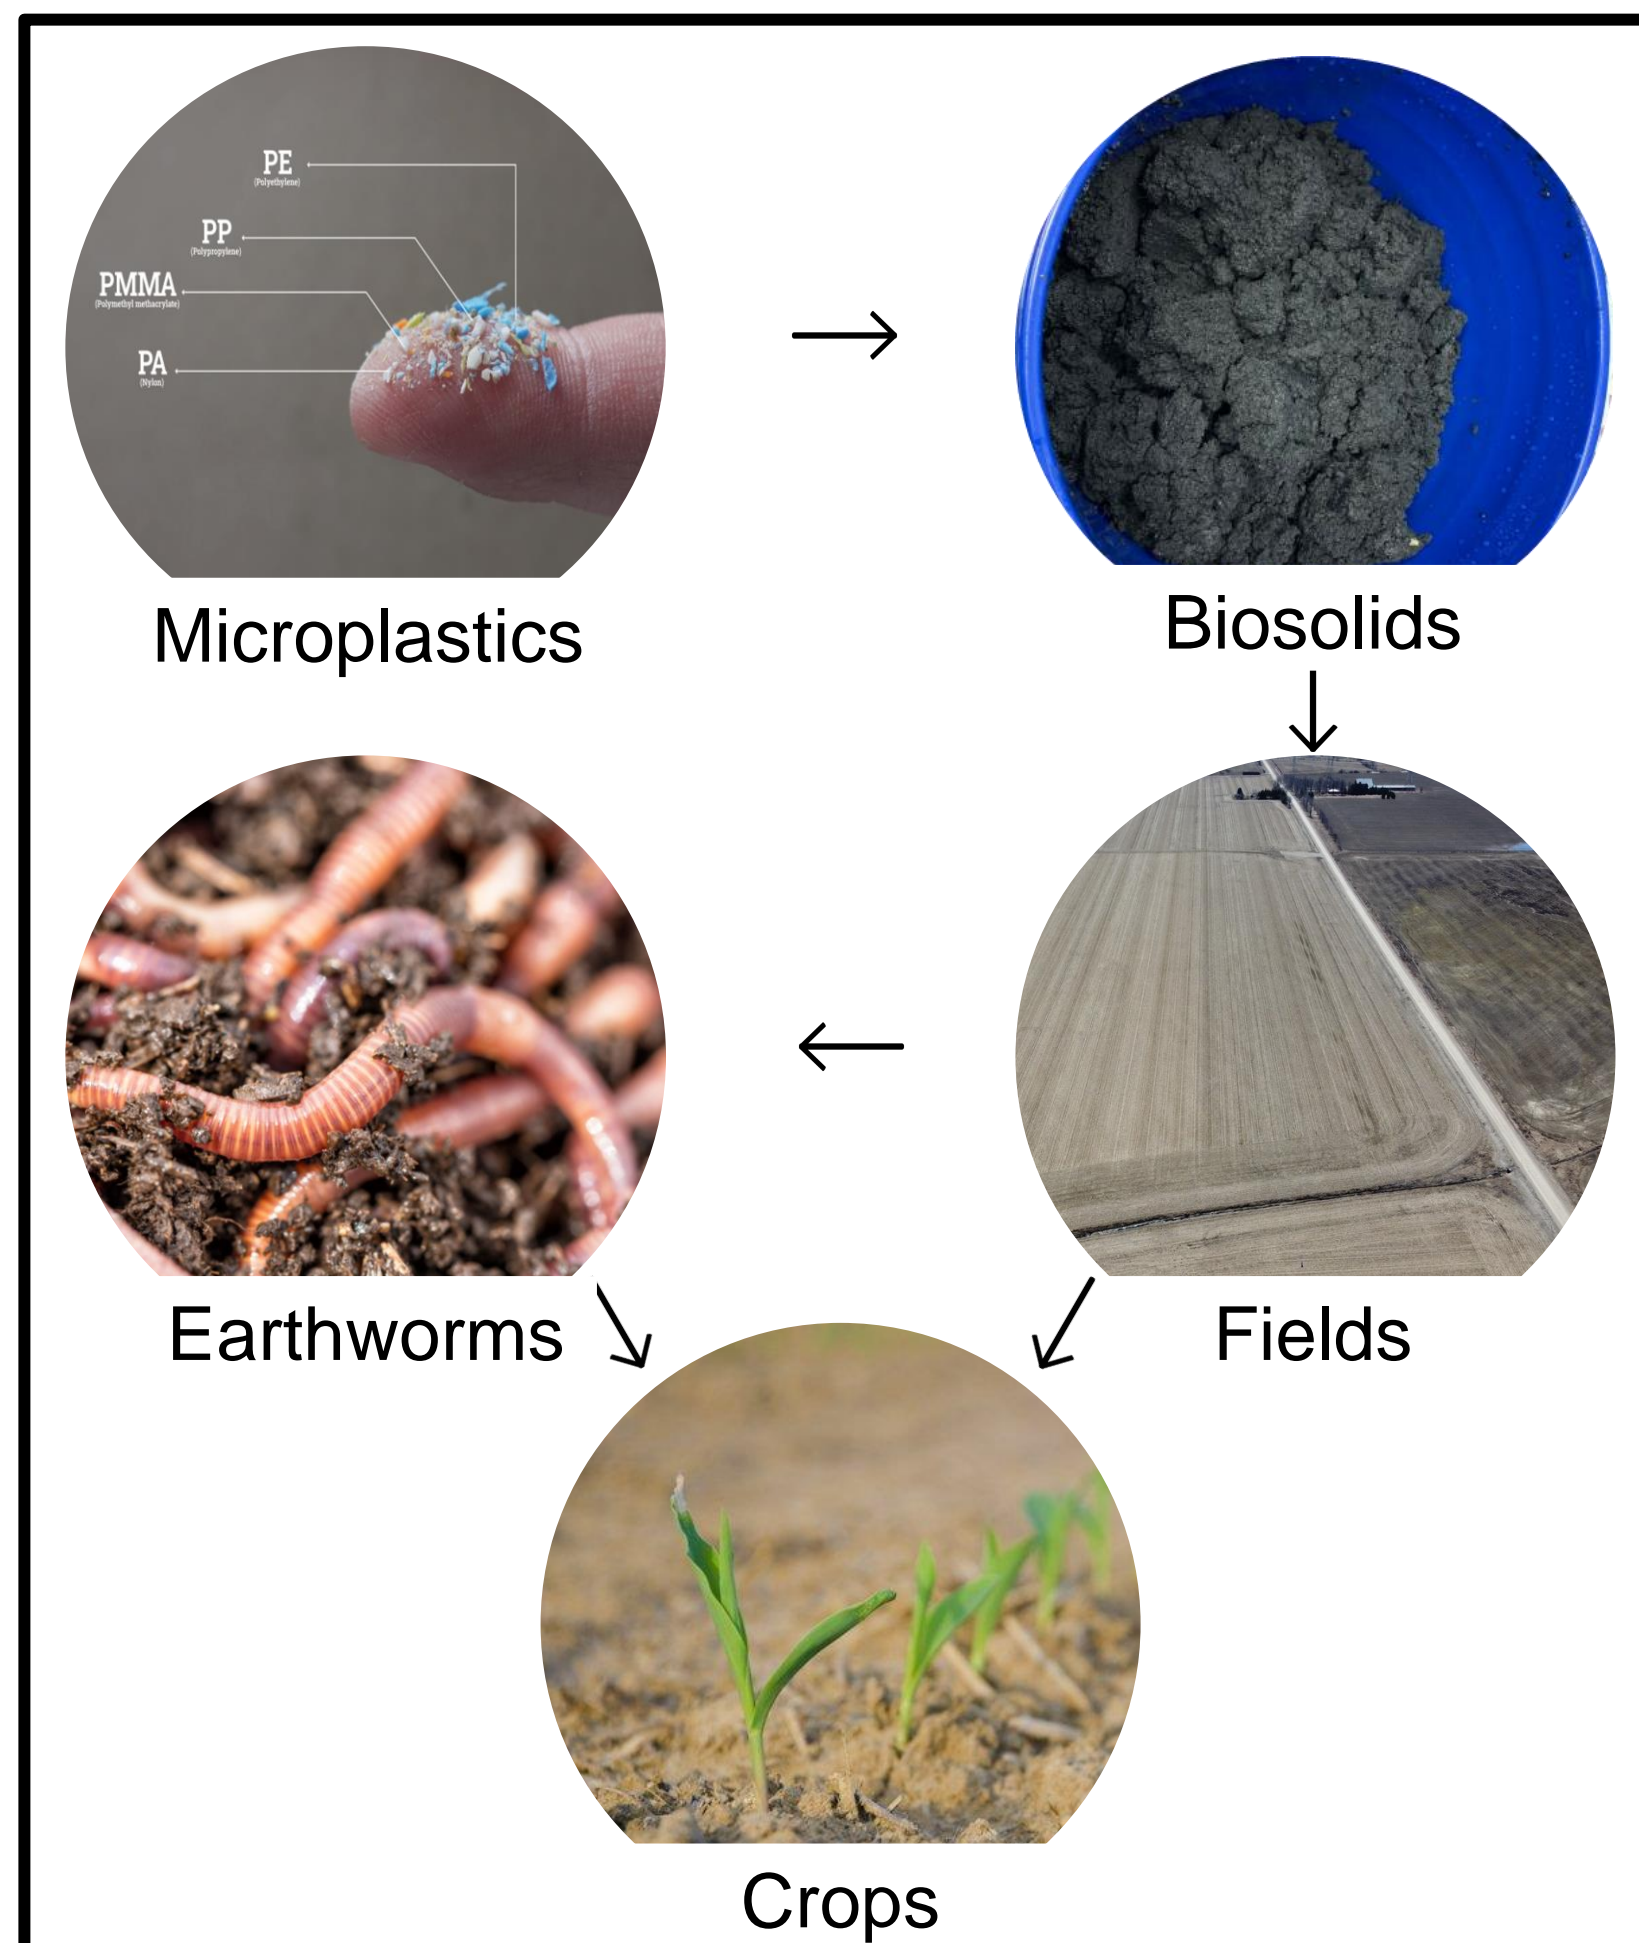 PE
(Polyethylene)
PP
(Polypropylene)
PMMA
(Polymethyl methacrylate)
PA
(Nylon)
Microplastics
Biosolids
Earthworms
Fields
Crops